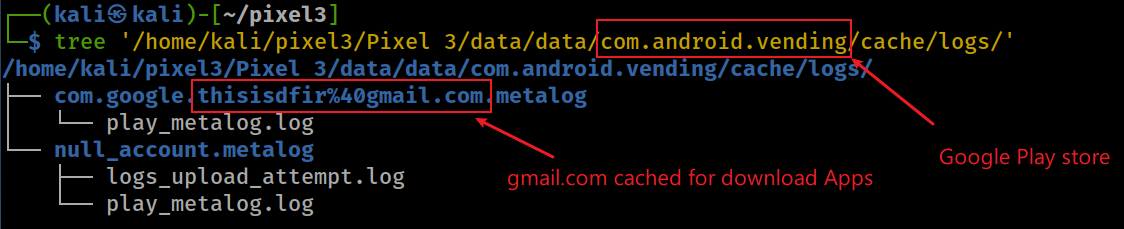 ┌──(kali㉿kali)-[~/pixel3]
└─$ tree '/home/kali/pixel3/Pixel 3/data/data/com.android.vending/cache/logs/'
/home/kali/pixel3/Pixel 3/data/data/com.android.vending/cache/logs/
├── com.google.thisisdfir%40gmail.com.metalog
│   └── play_metalog.log
└── null_account.metalog
    ├── logs_upload_attempt.log
    └── play_metalog.log
Google Play store
gmail.com cached for download Apps